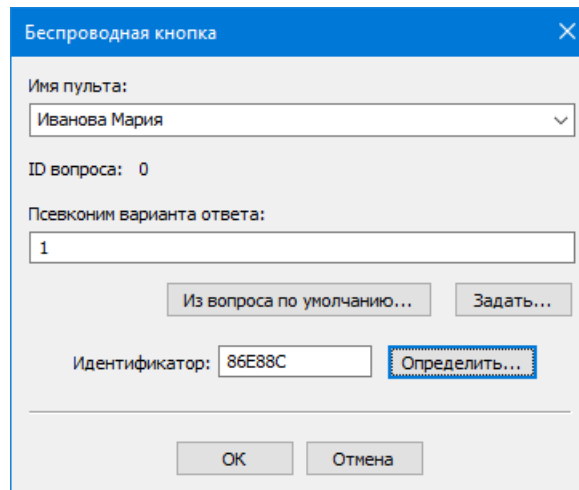 Беспроводная кнопка
Имя пульта:
Иванова Мария
ID вопроса: 0
Псевконим варианта ответа:
1
Из вопроса по умолчанию... Задать...
Идентификатор: 86E88C Определить...
ОК Отмена